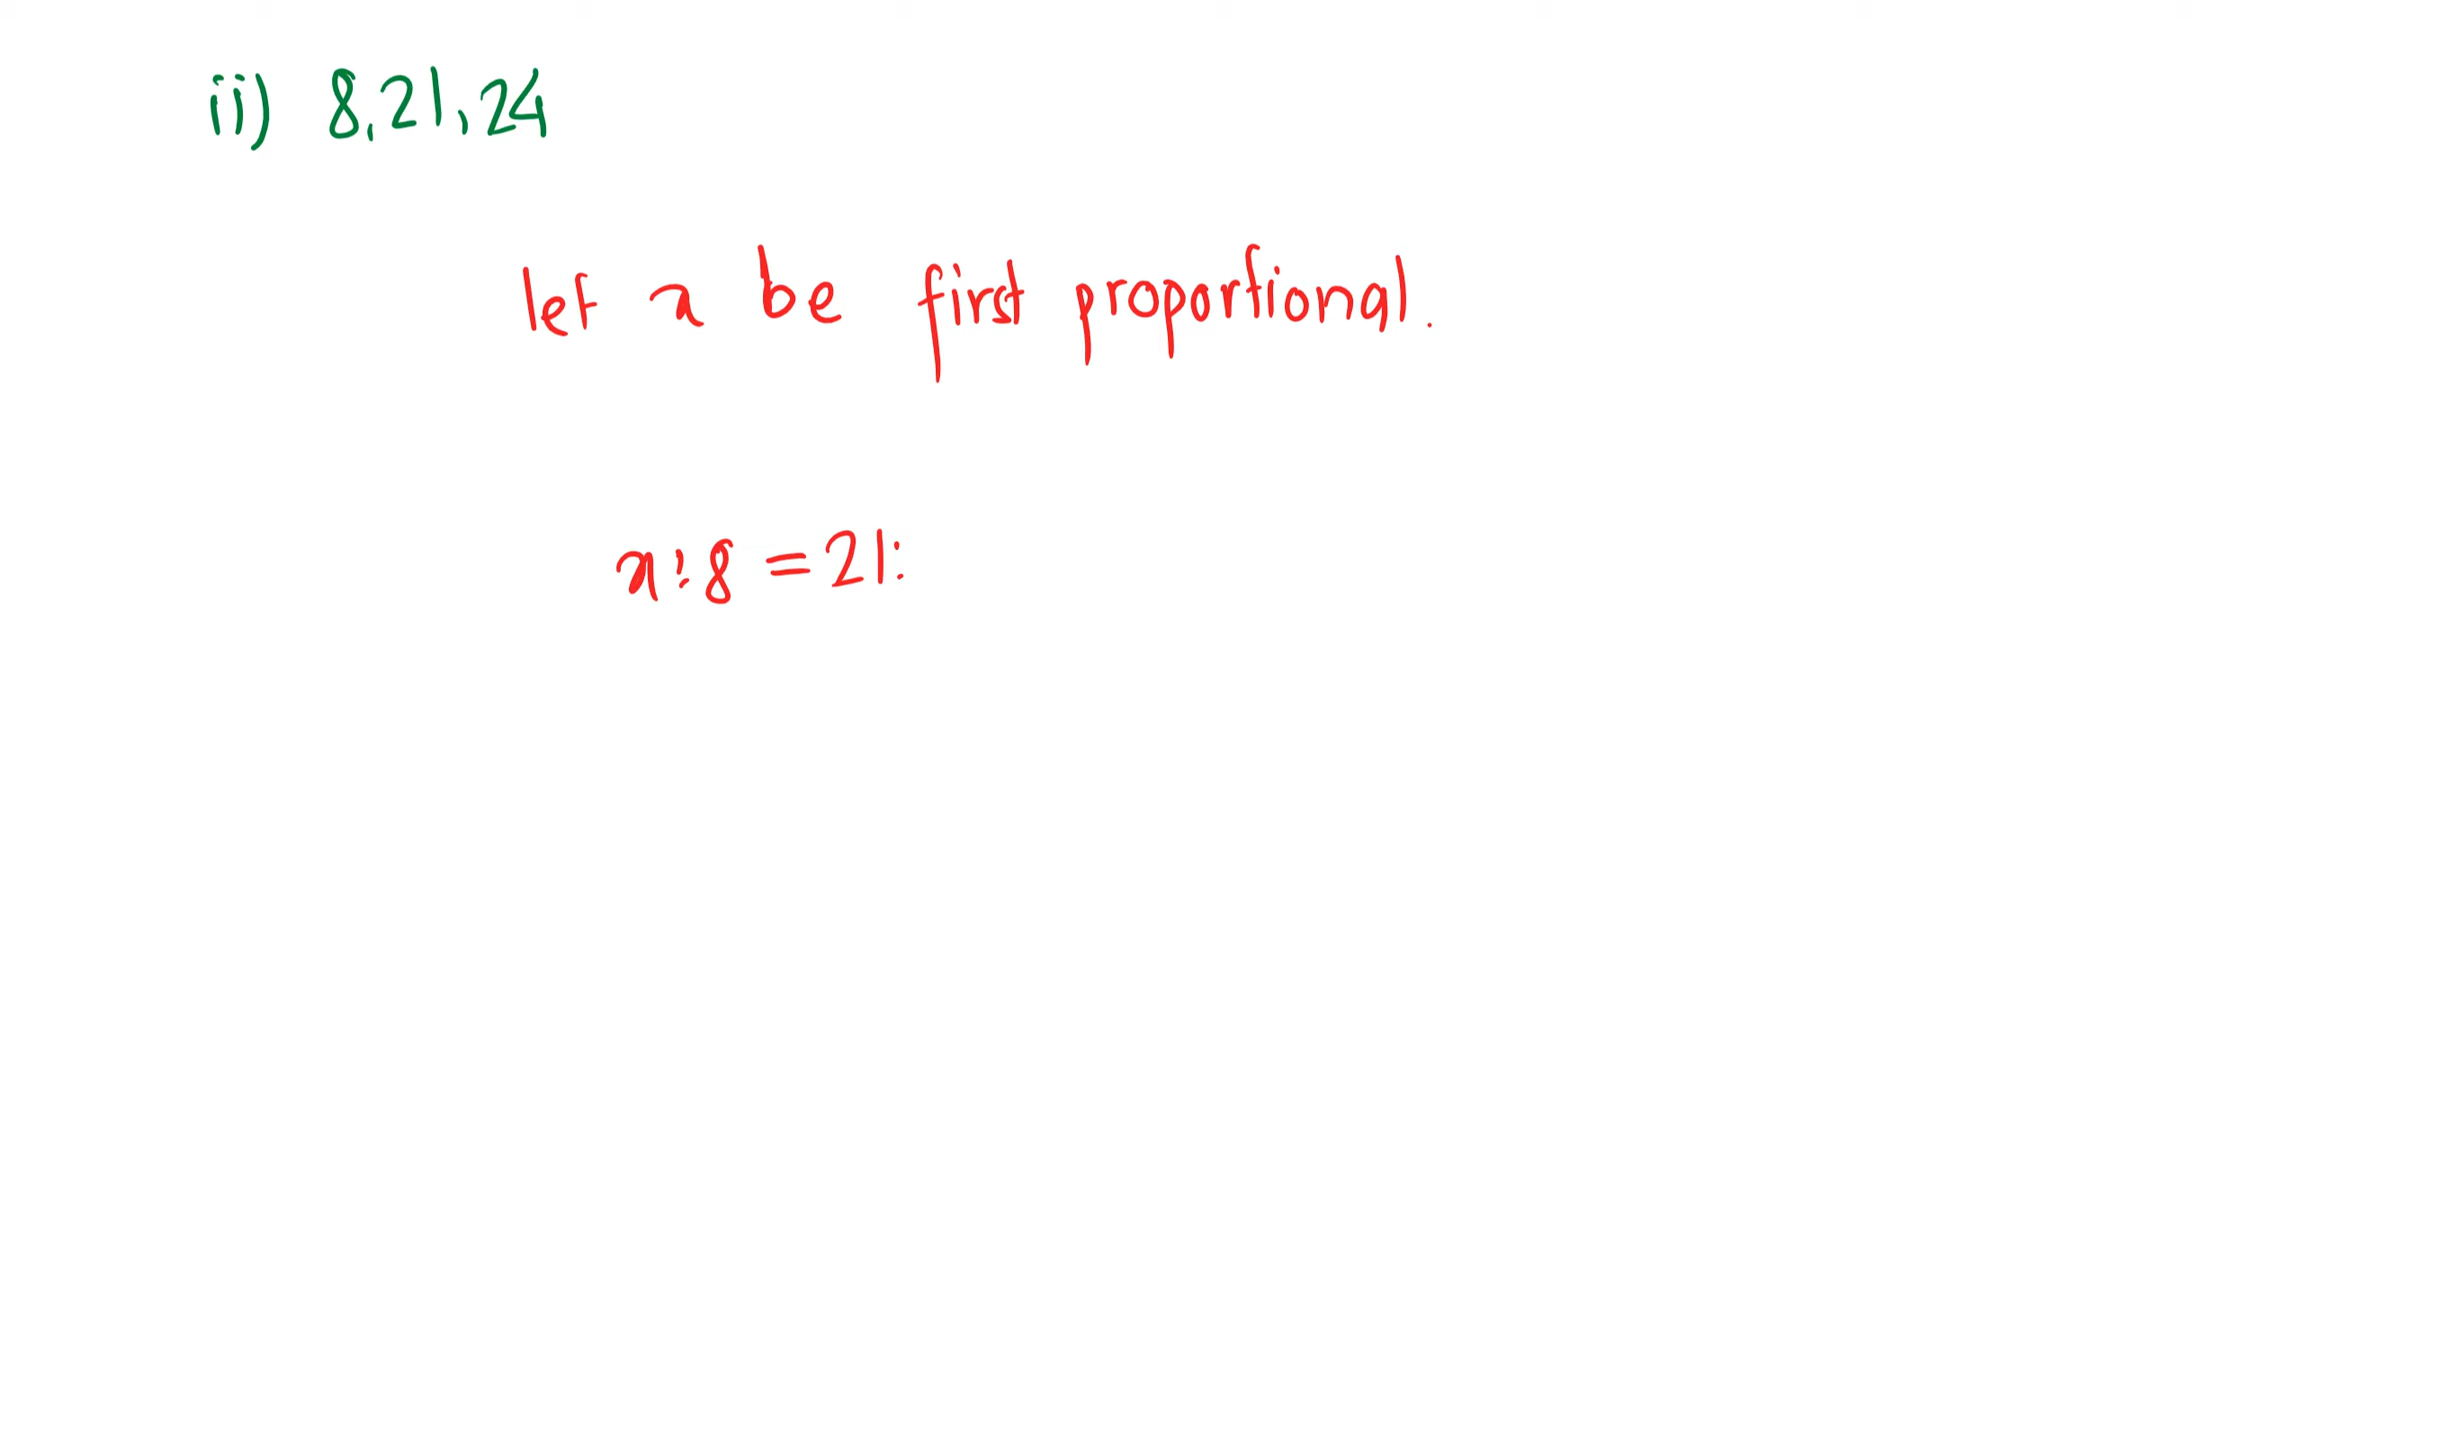 ii) 8,21,24
let x be first proportional.
x:8 = 21: